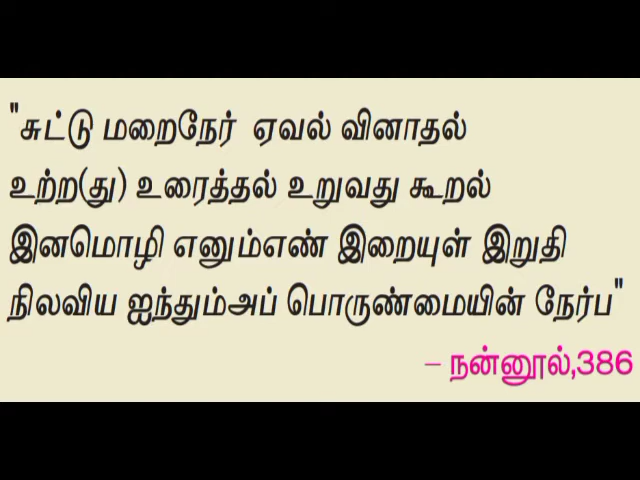 "சுட்டு மறைநேர் ஏவல் வினாதல்
உற்ற(து) உரைத்தல் உறுவது கூறல்
இனமொழி எனும்எண் இறையுள் இறுதி
நிலவிய ஐந்தும்அப் பொருண்மையின் நேர்ப"
– நன்னூல்,386